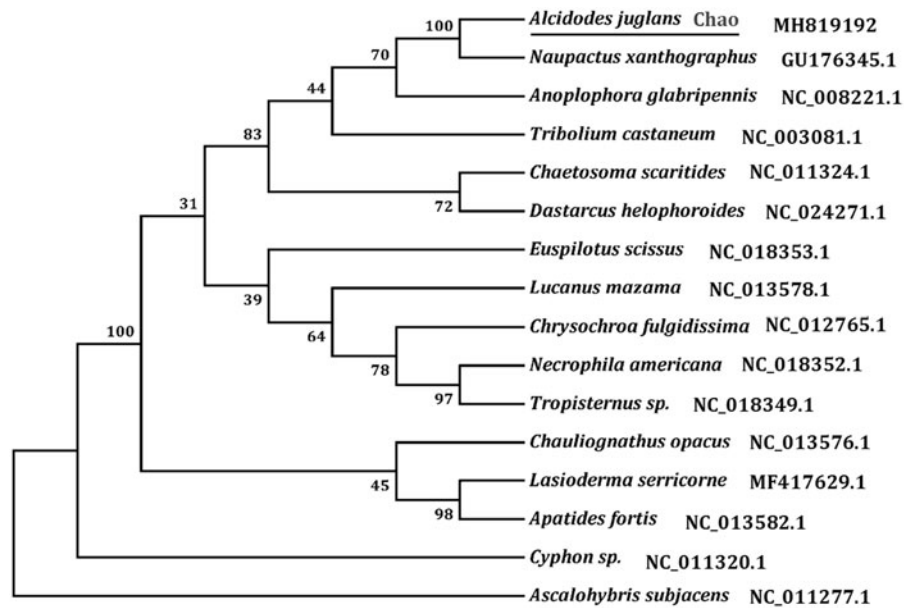 100 Alcidodes juglans Chao MH819192
70 Naupactus xanthographus GU176345.1
44 Anoplophora glabripennis NC_008221.1
83 Tribolium castaneum NC_003081.1
Chaetosoma scaritides NC_011324.1
31 72 Dastarcus helophoroides NC_024271.1
Euspilotus scissus NC_018353.1
39 Lucanus mazama NC_013578.1
100 64 Chrysochroa fulgidissima NC_012765.1
78 Necrophila americana NC_018352.1
97 Tropisternus sp. NC_018349.1
Chauliognathus opacus NC_013576.1
45 Lasioderma serricorne MF417629.1
98 Apatides fortis NC_013582.1
Cyphon sp. NC_011320.1
Ascalohybris subjacens NC_011277.1